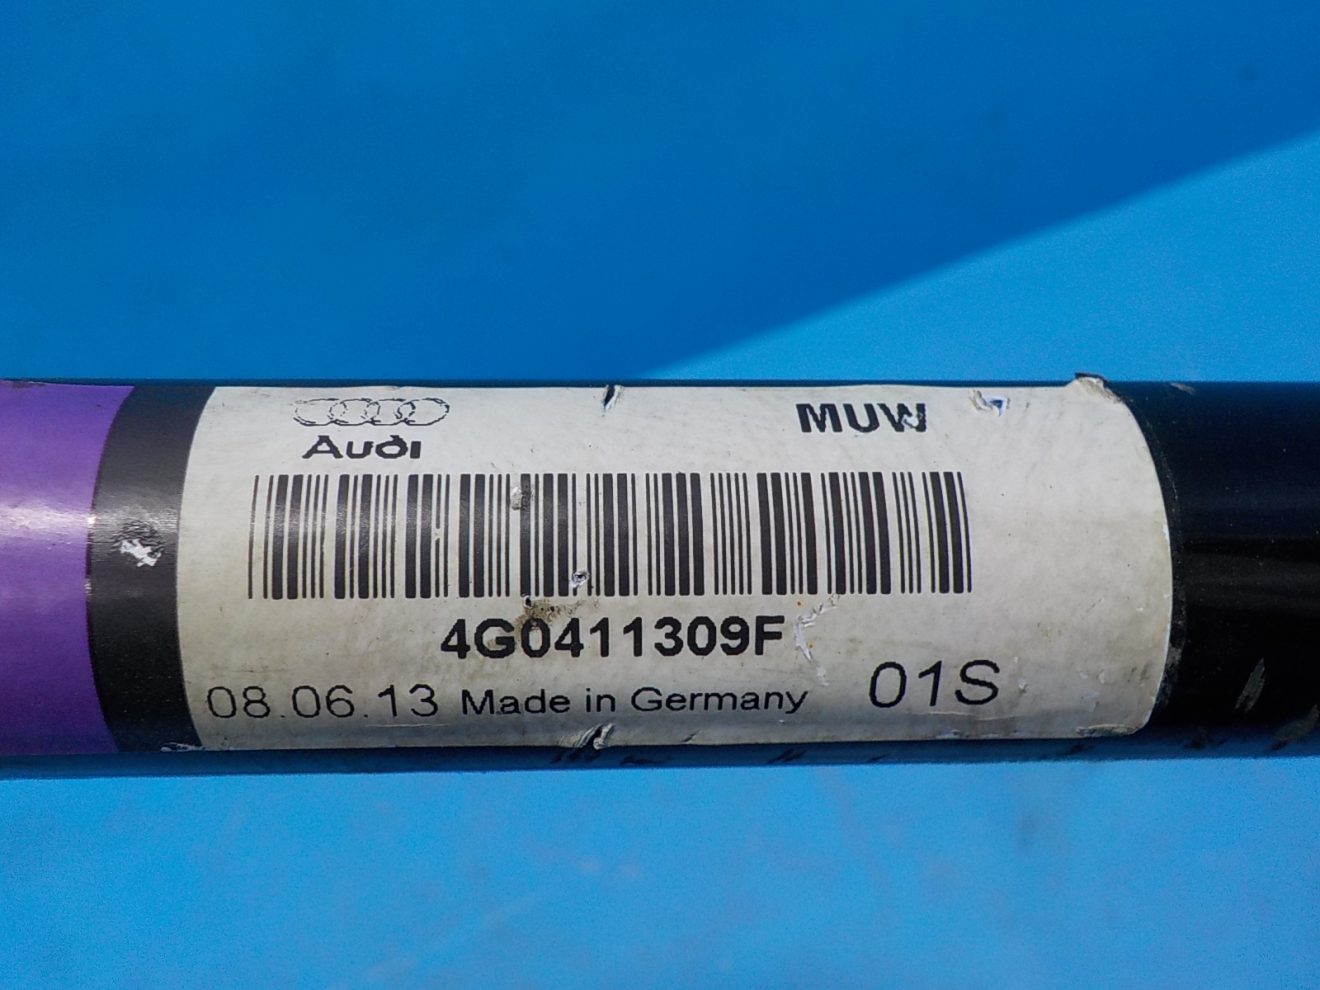 MUW
Audi
4G0411309F
08.06.13 Made in Germany 01S